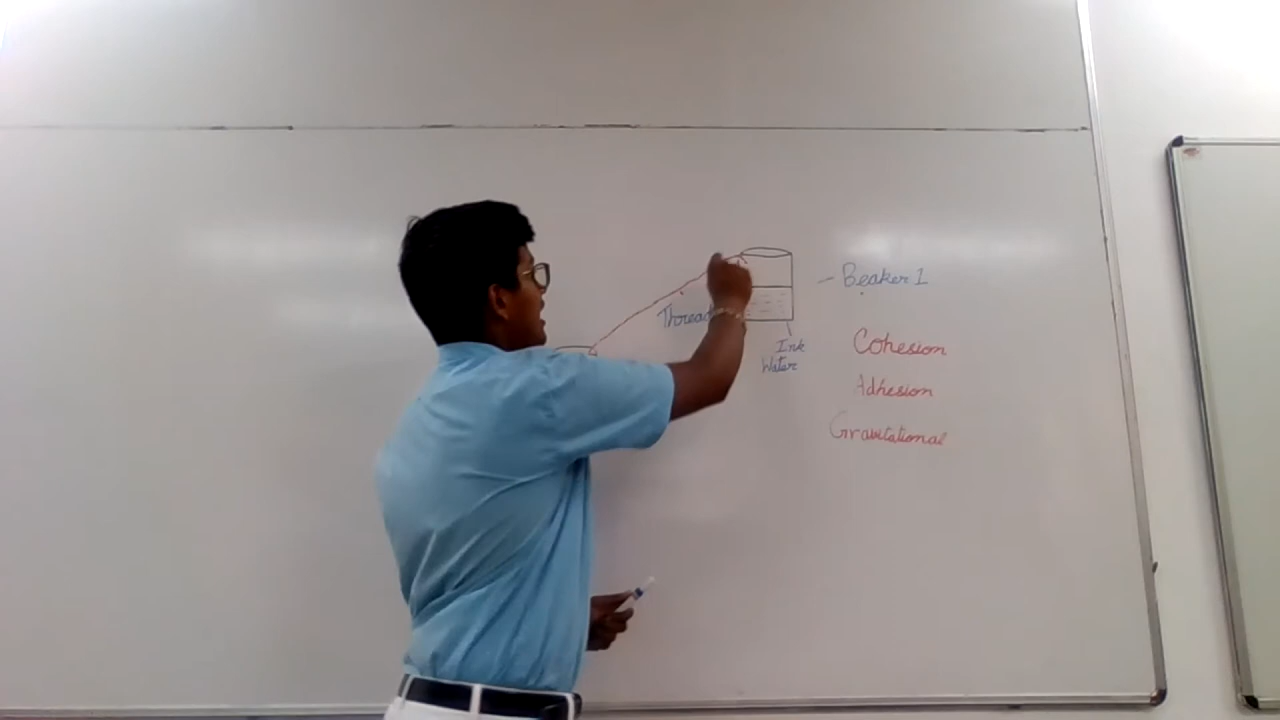 Beaker 1
Thread
Ink
Water
Cohesion
Adhesion
Gravitational